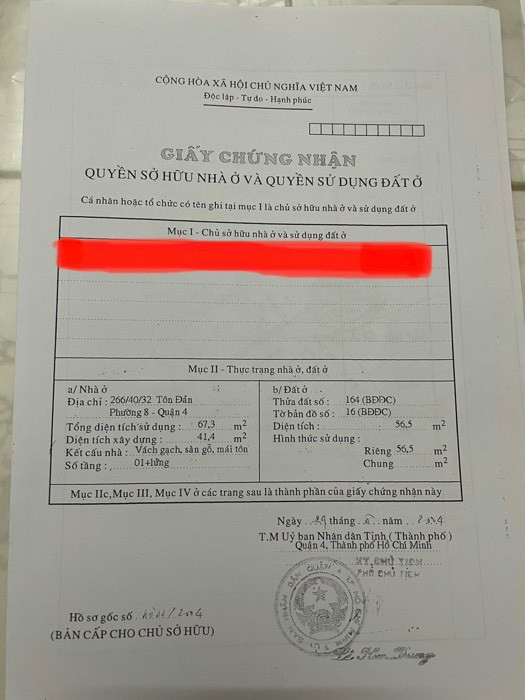 CỘNG HÒA XÃ HỘI CHỦ NGHĨA VIỆT NAM
Độc lập - Tự do - Hạnh phúc
GIẤY CHỨNG NHẬN
QUYỀN SỞ HỮU NHÀ Ở VÀ QUYỀN SỬ DỤNG ĐẤT Ở
Cá nhân hoặc tổ chức có tên ghi tại mục I là chủ sở hữu nhà ở và sử dụng đất ở
Mục I - Chủ sở hữu nhà ở và sử dụng đất ở
Mục II - Thực trạng nhà ở, đất ở
a/ Nhà ở
Địa chỉ : 266/40/32 Tôn Đản
Phường 8 - Quận 4
Tổng diện tích sử dụng : 67,3 m2
Diện tích xây dựng : 41,4 m2
Kết cấu nhà : Vách gạch, sàn gỗ, mái tôn
Số tầng : 01+lửng
b/ Đất ở
Thửa đất số: 164 (BĐĐC)
Tờ bản đồ số: 16 (BĐĐC)
Diện tích : 56,5 m2
Hình thức sử dụng :
Riêng 56,5 m2
Chung m2
Mục IIc, Mục III, Mục IV ở các trang sau là thành phần của giấy chứng nhận này
Ngày 29 tháng năm 2004
T.M Uỷ ban Nhân dân Tỉnh ( Thành phố )
Quận 4, Thành phố Hồ Chí Minh
KT. CHỦ TỊCH
PHÓ CHỦ TỊCH
Hồ sơ gốc số /2004
(BẢN CẤP CHO CHỦ SỞ HỮU)